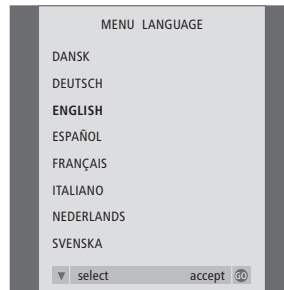 MENU LANGUAGE
DANSK
DEUTSCH
ENGLISH
ESPAÑOL
FRANÇAIS
ITALIANO
NEDERLANDS
SVENSKA
▼ select accept GO